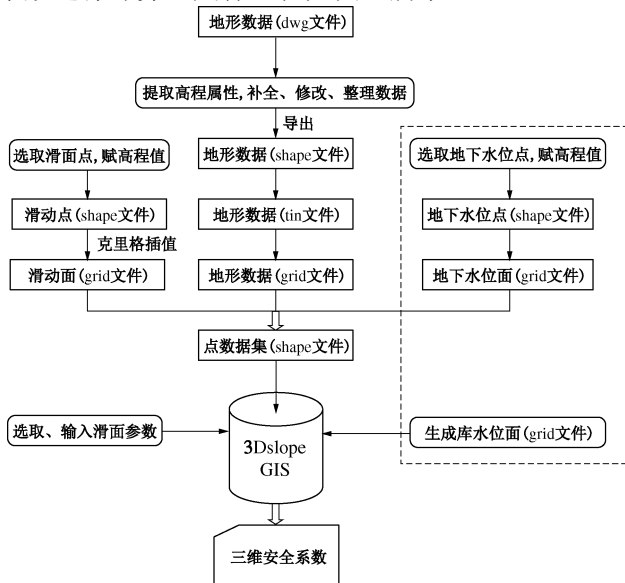 地形数据(dwg文件)
提取高程属性,补全、修改、整理数据
导出
选取滑面点,赋高程值
地形数据(shape文件)
选取地下水位点,赋高程值
滑动点(shape文件)
地形数据(tin文件)
地下水位点(shape文件)
克里格插值
滑动面(grid文件)
地形数据(grid文件)
地下水位面(grid文件)
点数据集(shape文件)
选取、输入滑面参数
3Dslope
GIS
生成库水位面(grid文件)
三维安全系数